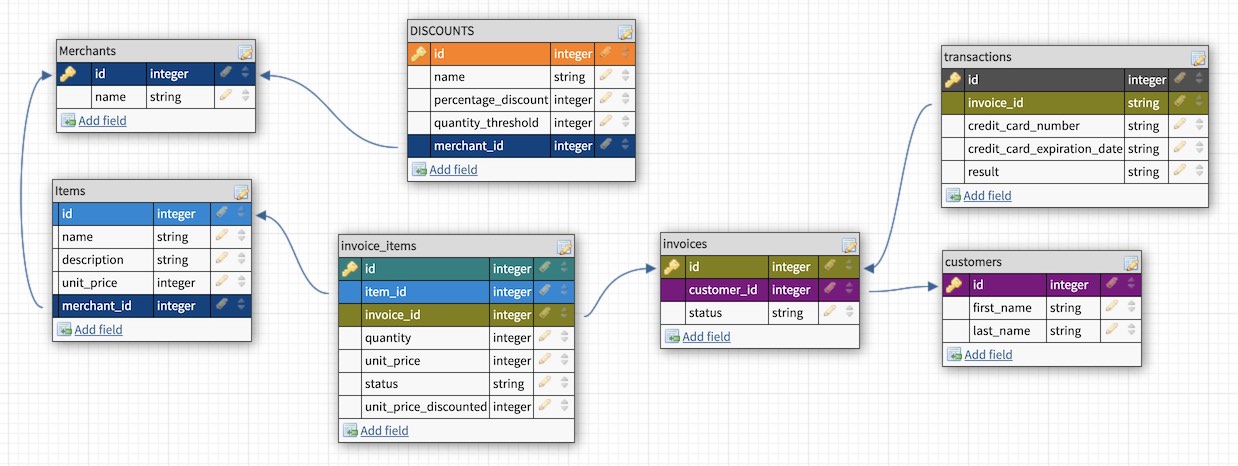 Merchants
id integer
name string
Add field
DISCOUNTS
id integer
name string
percentage_discount integer
quantity_threshold integer
merchant_id integer
Add field
transactions
id integer
invoice_id string
credit_card_number string
credit_card_expiration_date string
result string
Add field
Items
id integer
name string
description string
unit_price integer
merchant_id integer
Add field
invoice_items
id integer
item_id integer
invoice_id integer
quantity integer
unit_price integer
status string
unit_price_discounted integer
Add field
invoices
id integer
customer_id integer
status string
Add field
customers
id integer
first_name string
last_name string
Add field